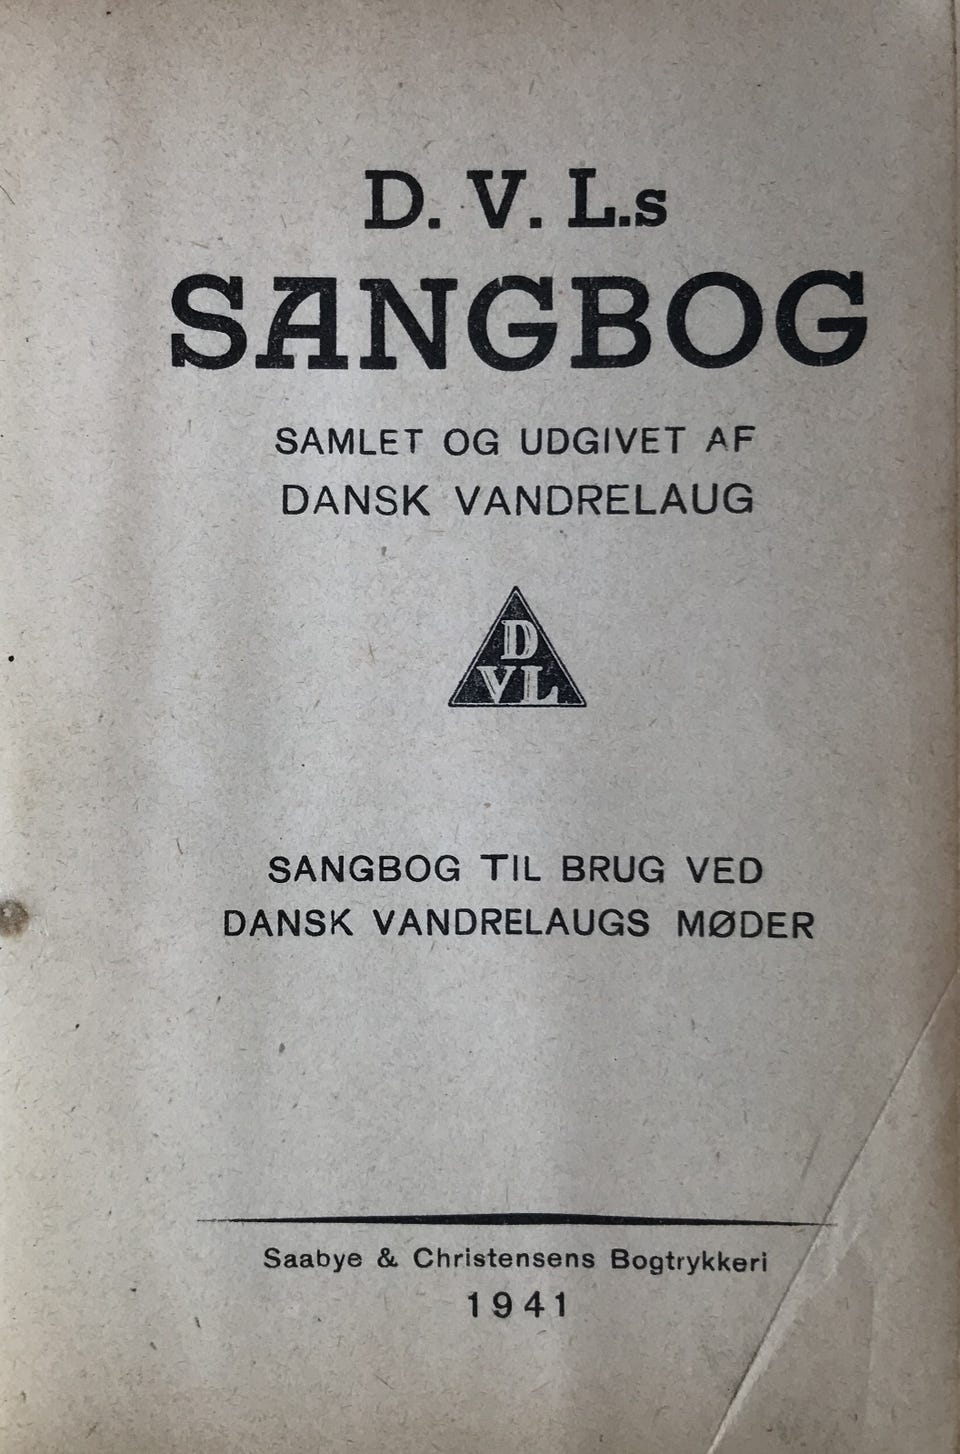 D. V. L.s
SANGBOG
SAMLET OG UDGIVET AF
DANSK VANDRELAUG
D
VL
SANGBOG TIL BRUG VED
DANSK VANDRELAUGS MØDER
Saabye & Christensens Bogtrykkeri
1941